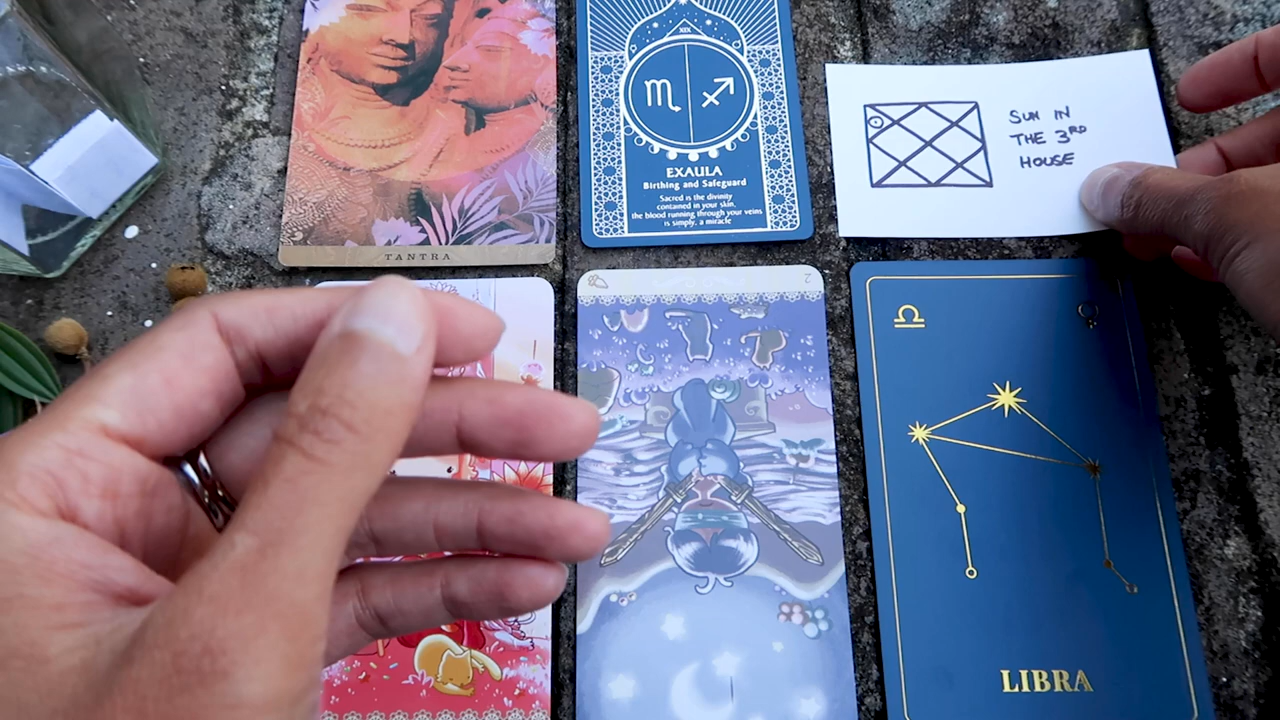 TANTRA
XIX
♏ ♐
EXAULA
Birthing and Safeguard
Sacred is the divinity
contained in your skin,
the blood running through your veins
is simply, a miracle
SUN IN
THE 3RD
HOUSE
2
♎ ♀
LIBRA